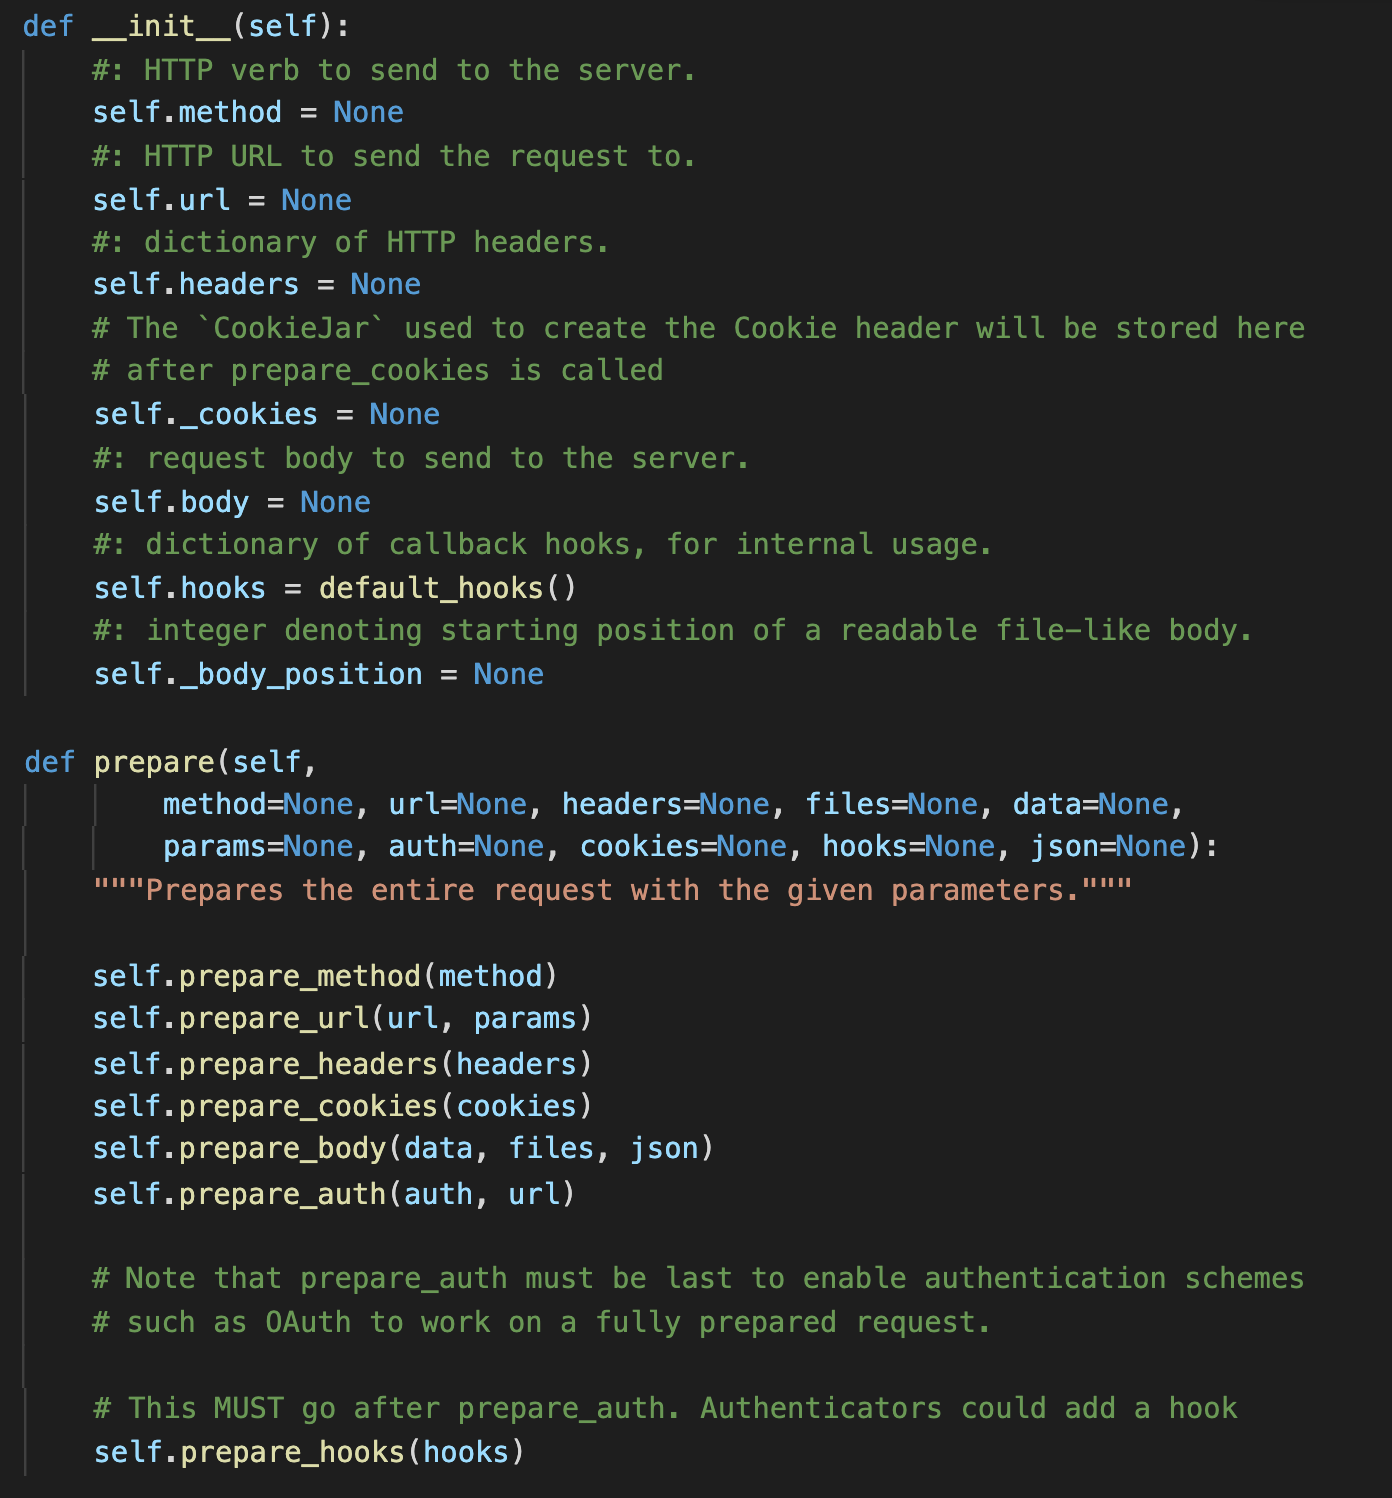 def __init__(self):
    #: HTTP verb to send to the server.
    self.method = None
    #: HTTP URL to send the request to.
    self.url = None
    #: dictionary of HTTP headers.
    self.headers = None
    # The `CookieJar` used to create the Cookie header will be stored here
    # after prepare_cookies is called
    self._cookies = None
    #: request body to send to the server.
    self.body = None
    #: dictionary of callback hooks, for internal usage.
    self.hooks = default_hooks()
    #: integer denoting starting position of a readable file-like body.
    self._body_position = None

def prepare(self,
        method=None, url=None, headers=None, files=None, data=None,
        params=None, auth=None, cookies=None, hooks=None, json=None):
    """Prepares the entire request with the given parameters."""

    self.prepare_method(method)
    self.prepare_url(url, params)
    self.prepare_headers(headers)
    self.prepare_cookies(cookies)
    self.prepare_body(data, files, json)
    self.prepare_auth(auth, url)

    # Note that prepare_auth must be last to enable authentication schemes
    # such as OAuth to work on a fully prepared request.

    # This MUST go after prepare_auth. Authenticators could add a hook
    self.prepare_hooks(hooks)